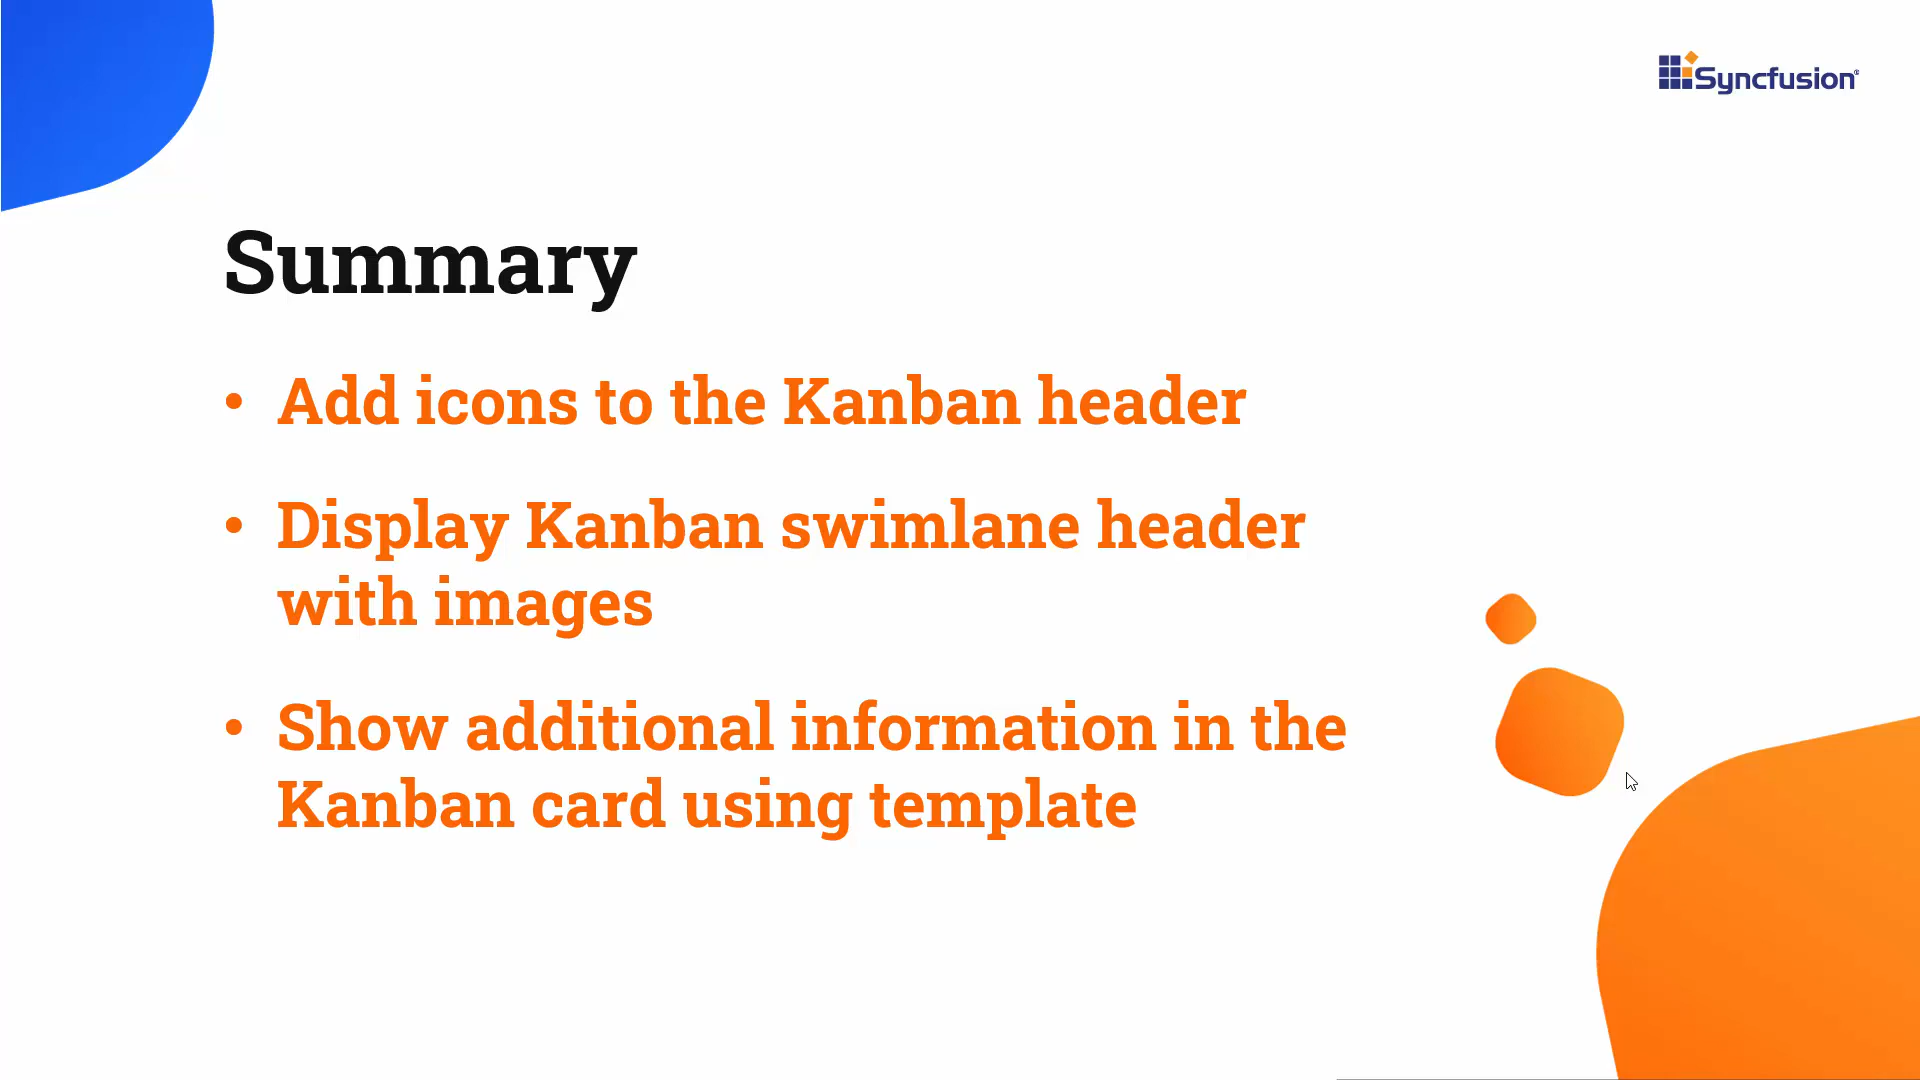 Syncfusion®
Summary
• Add icons to the Kanban header
• Display Kanban swimlane header
with images
• Show additional information in the
Kanban card using template